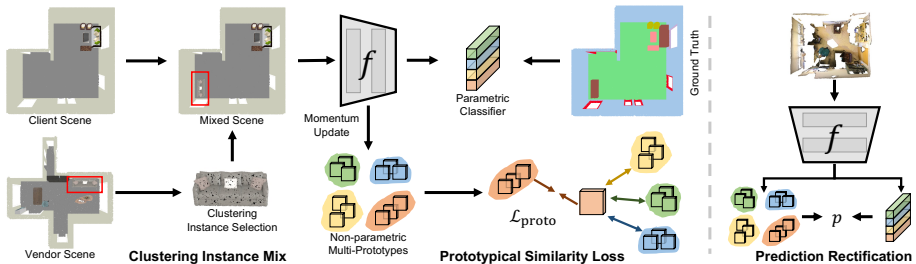 Client Scene
Mixed Scene
f
Momentum
Update
Parametric
Classifier
Ground Truth
Vendor Scene
Clustering
Instance Selection
Clustering Instance Mix
Non-parametric
Multi-Prototypes
ℒproto
Prototypical Similarity Loss
f
p
Prediction Rectification